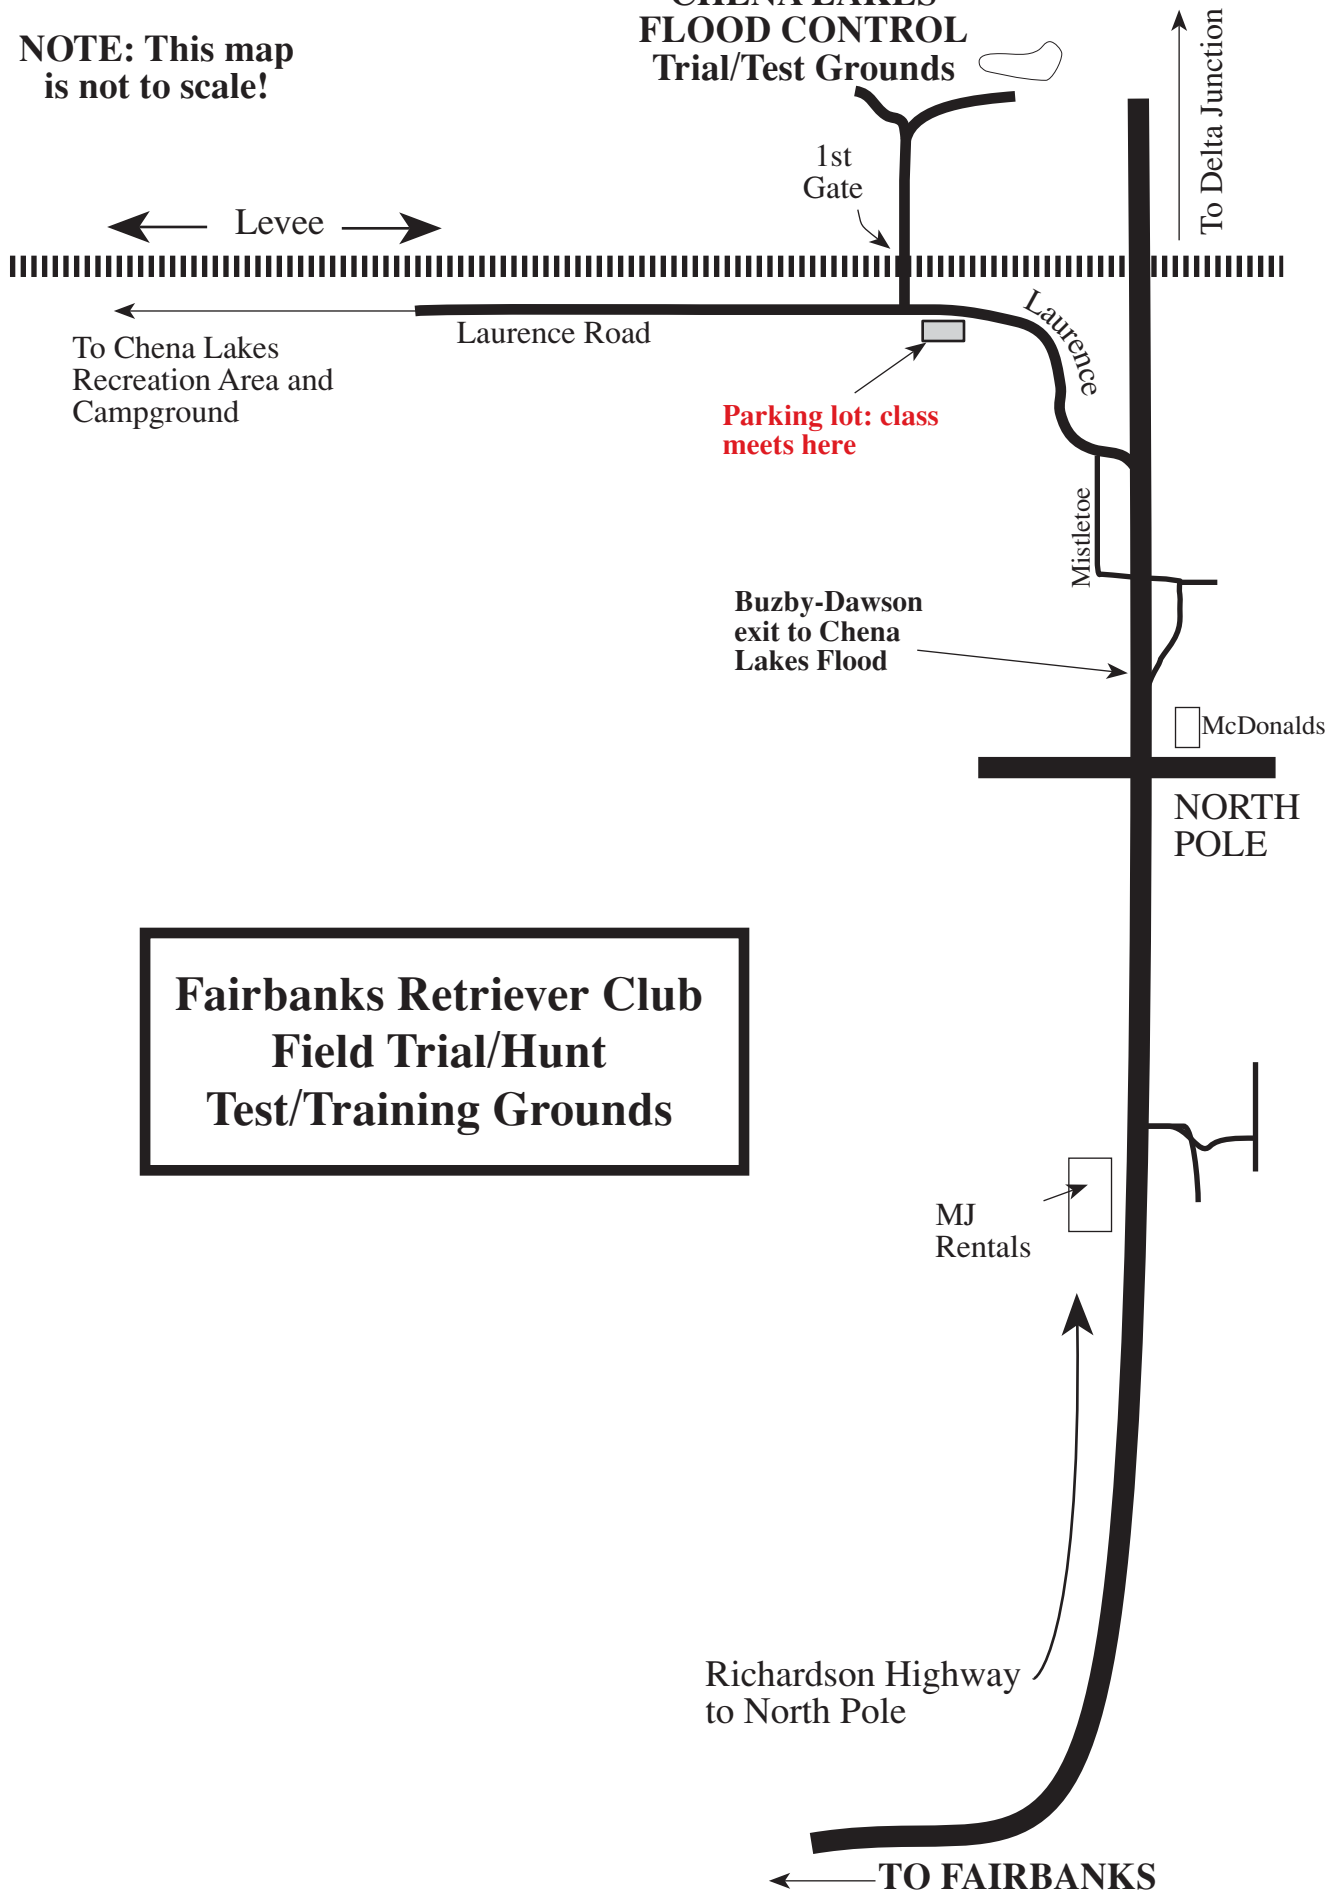 CHENA LAKES
FLOOD CONTROL
Trial/Test Grounds
NOTE: This map
is not to scale!
To Delta Junction
1st
Gate
Levee
Laurence Road
Laurence
To Chena Lakes
Recreation Area and
Campground
Parking lot: class
meets here
Mistletoe
Buzby-Dawson
exit to Chena
Lakes Flood
McDonalds
NORTH
POLE
Fairbanks Retriever Club
Field Trial/Hunt
Test/Training Grounds
MJ
Rentals
Richardson Highway
to North Pole
TO FAIRBANKS